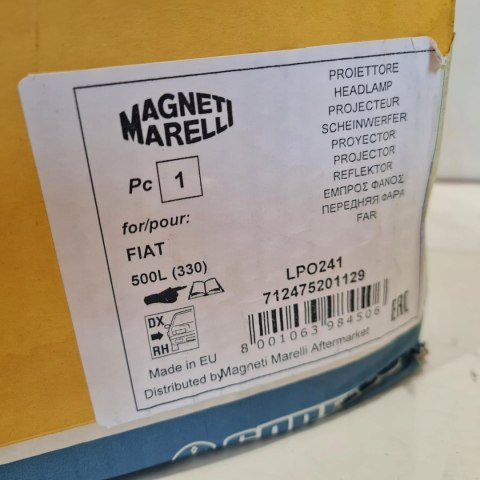 MAGNETI
MARELLI
Pc 1
for/pour:
FIAT
500L (330)
DX
RH
Made in EU
Distributed by Magneti Marelli Aftermarket
PROIETTORE
HEADLAMP
PROJECTEUR
SCHEINWERFER
PROYECTOR
PROJECTOR
REFLEKTOR
ΕΜΠΡΟΣ ΦΑΝΟΣ
ПЕРЕДНЯЯ ФАРА
FAR
LPO241
712475201129
8 001063 984506
EAC